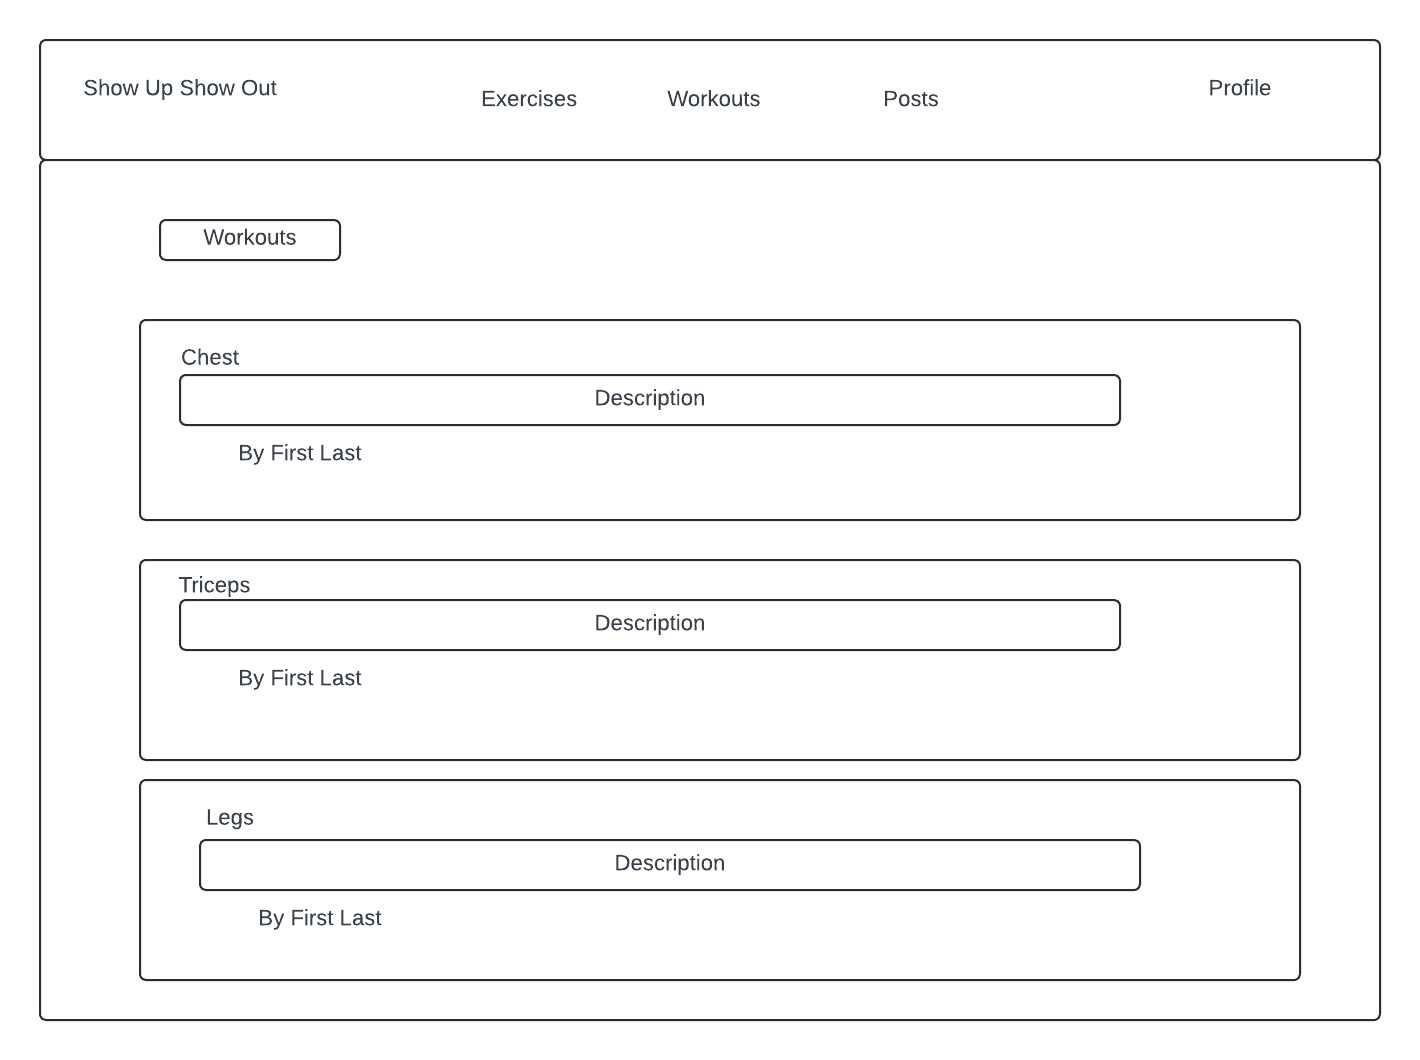 Show Up Show Out
Exercises
Workouts
Posts
Profile
Workouts
Chest
Description
By First Last
Triceps
Description
By First Last
Legs
Description
By First Last